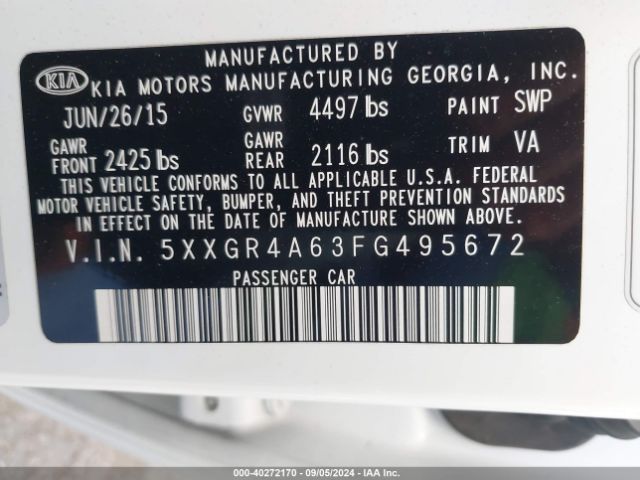 MANUFACTURED BY
KIA KIA MOTORS MANUFACTURING GEORGIA, INC.
JUN/26/15 GVWR 4497 lbs PAINT SWP
GAWR FRONT 2425 lbs GAWR REAR 2116 lbs TRIM VA
THIS VEHICLE CONFORMS TO ALL APPLICABLE U.S.A. FEDERAL
MOTOR VEHICLE SAFETY, BUMPER, AND THEFT PREVENTION STANDARDS
IN EFFECT ON THE DATE OF MANUFACTURE SHOWN ABOVE.
V.I.N. 5XXGR4A63FG495672
PASSENGER CAR
000-40272170 • 09/05/2024 - IAA Inc.